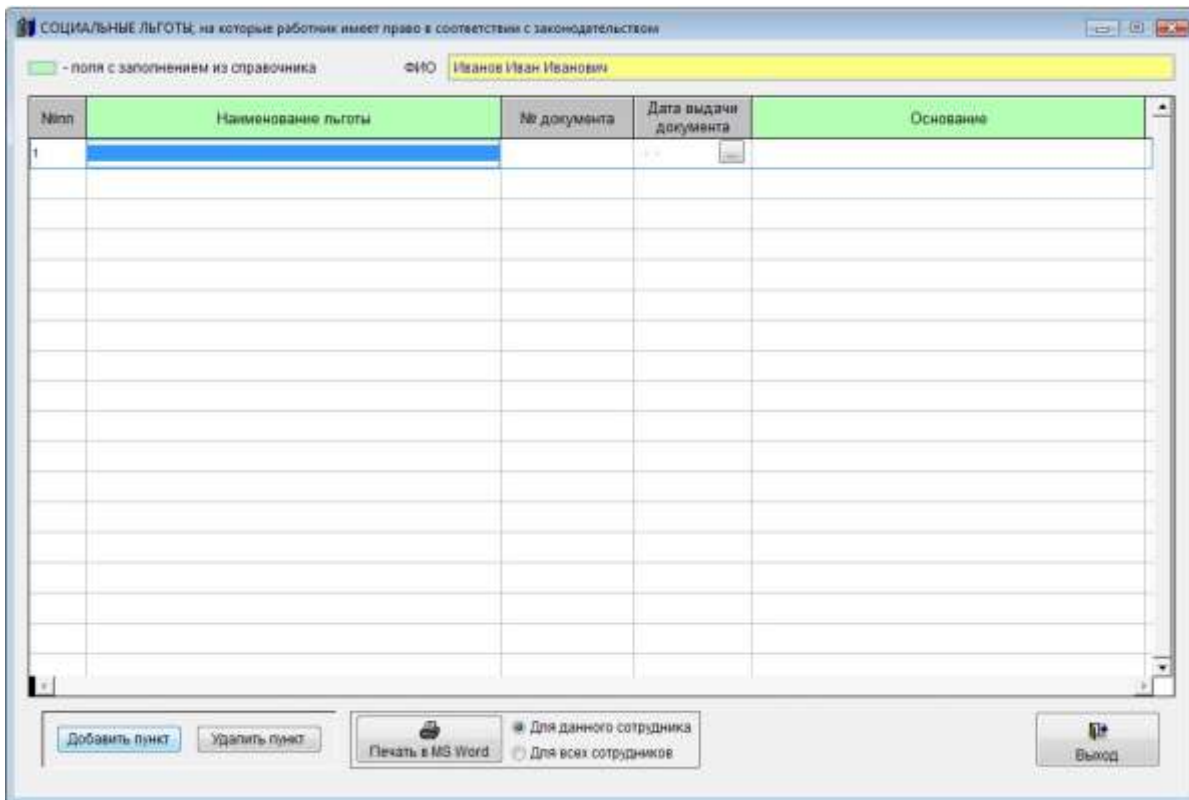 СОЦИАЛЬНЫЕ ЛЬГОТЫ, на которые работник имеет право в соответствии с законодательством
- поля с заполнением из справочника ФИО Иванов Иван Иванович
№пп Наименование льготы № документа Дата выдачи документа Основание
1 ...
Добавить пункт Удалить пункт Печать в MS Word Для данного сотрудника
Для всех сотрудников
Выход